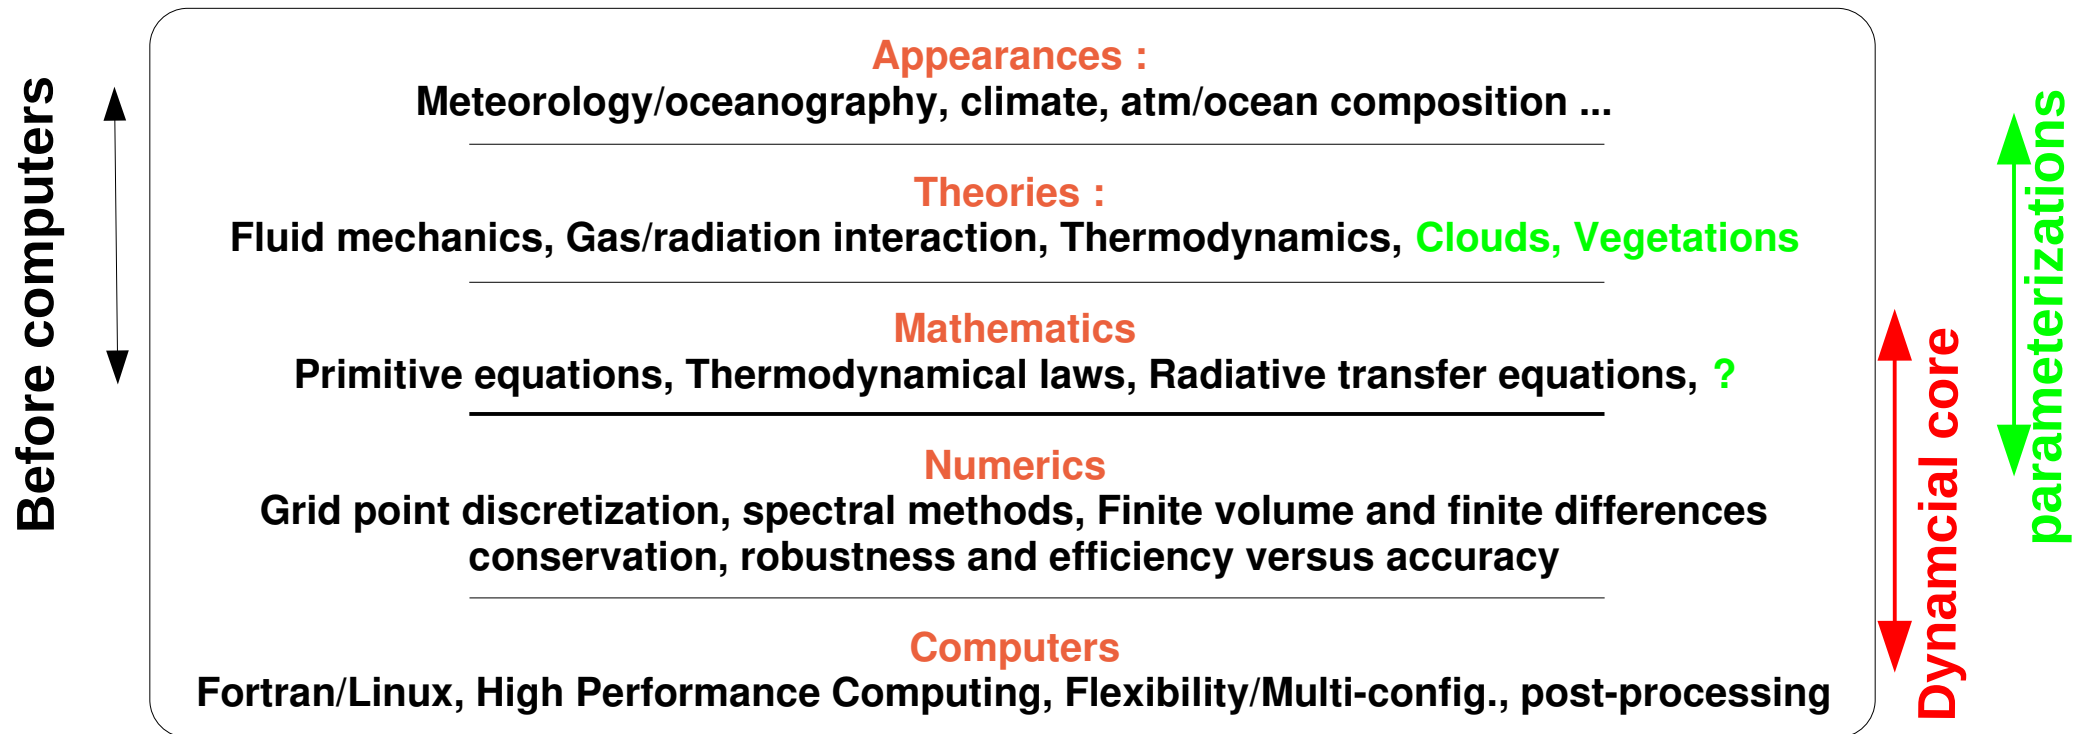 Before computers
Appearances :
Meteorology/oceanography, climate, atm/ocean composition ...
Theories :
Fluid mechanics, Gas/radiation interaction, Thermodynamics, Clouds, Vegetations
Mathematics
Primitive equations, Thermodynamical laws, Radiative transfer equations, ?
Numerics
Grid point discretization, spectral methods, Finite volume and finite differences
conservation, robustness and efficiency versus accuracy
Computers
Fortran/Linux, High Performance Computing, Flexibility/Multi-config., post-processing
Dynamcial core
parameterizations